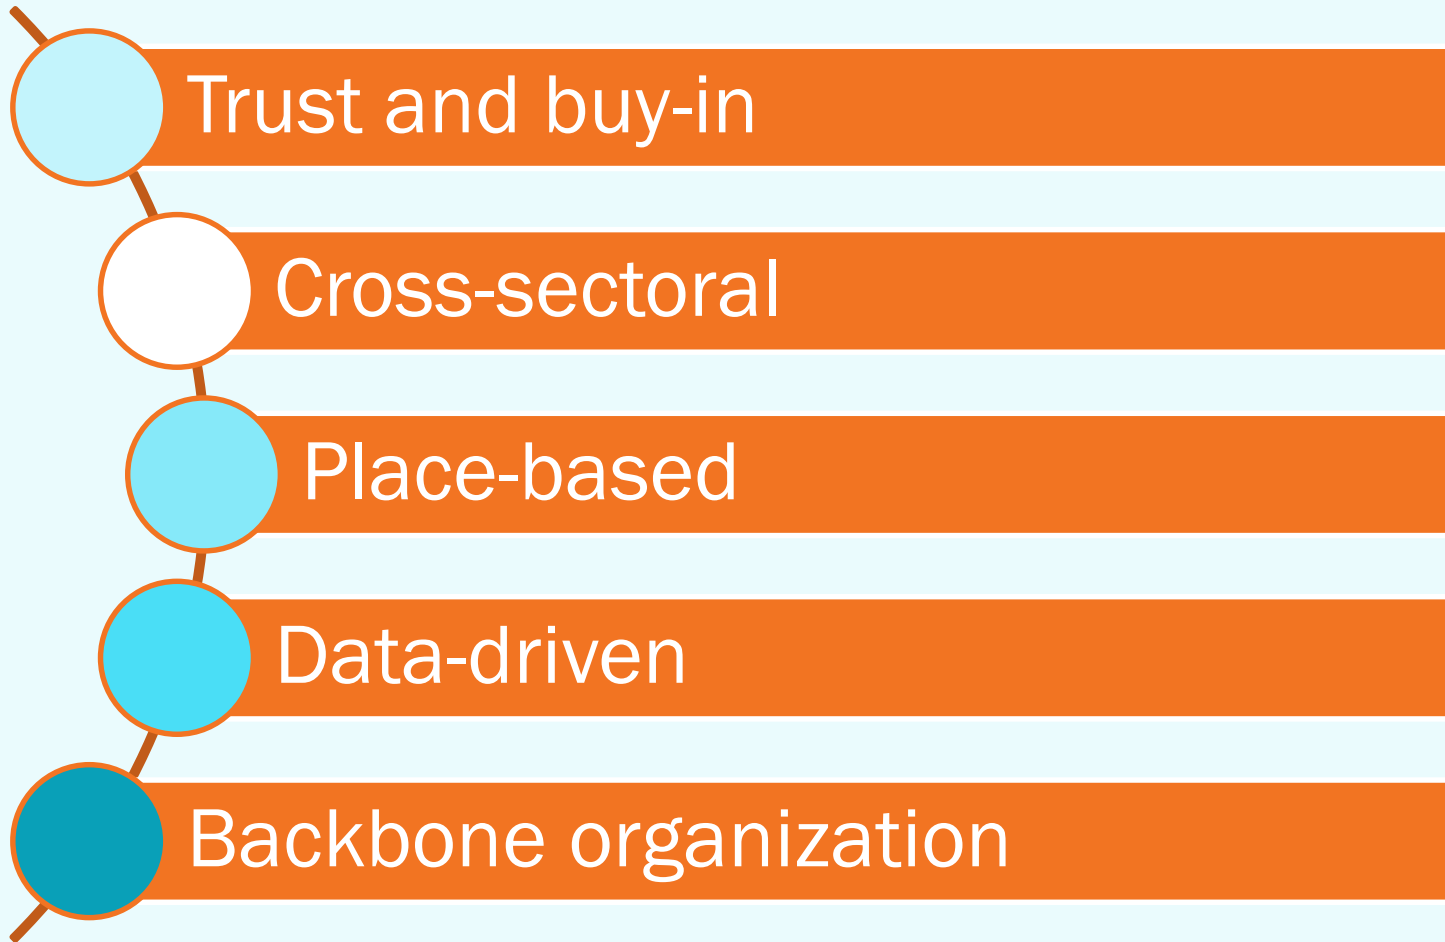 Trust and buy-in
Cross-sectoral
Place-based
Data-driven
Backbone organization